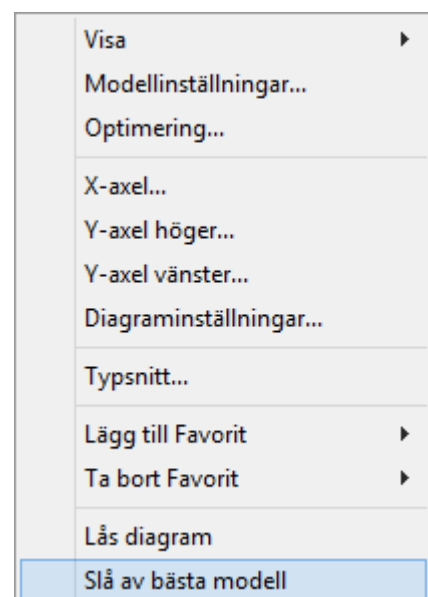 Visa
Modellinställningar...
Optimering...
X-axel...
Y-axel höger...
Y-axel vänster...
Diagraminställningar...
Typsnitt...
Lägg till Favorit
Ta bort Favorit
Lås diagram
Slå av bästa modell